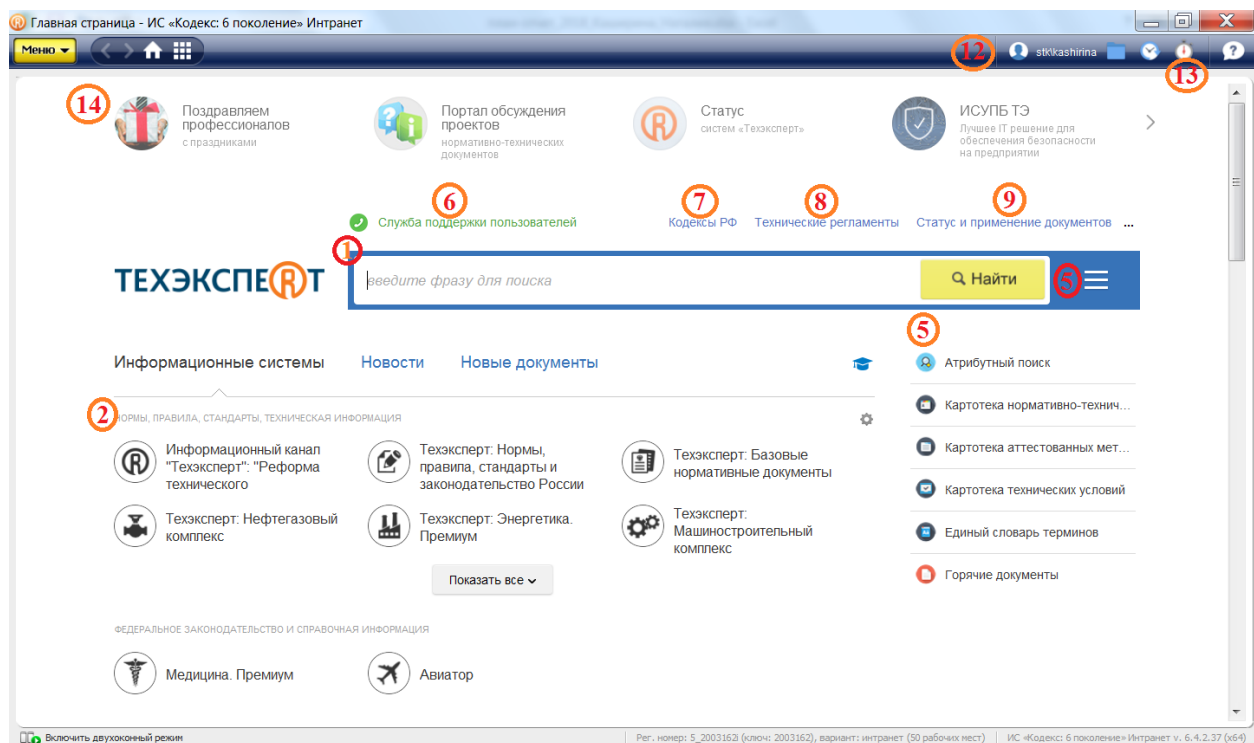 Главная страница - ИС «Кодекс: 6 поколение» Интранет
Меню
12
stk\kashirina
?
13
14
Поздравляем
профессионалов
с праздниками
Портал обсуждения
проектов
нормативно-технических
документов
Статус
систем «Техэксперт»
ИСУПБ ТЭ
Лучшее IT решение для
обеспечения безопасности
на предприятии
6
7
8
9
Служба поддержки пользователей
Кодексы РФ
Технические регламенты
Статус и применение документов
...
1
ТЕХЭКСПЕRТ
введите фразу для поиска
Найти
5
5
Информационные системы
Новости
Новые документы
Атрибутный поиск
2
НОРМЫ, ПРАВИЛА, СТАНДАРТЫ, ТЕХНИЧЕСКАЯ ИНФОРМАЦИЯ
Картотека нормативно-технич...
Информационный канал
"Техэксперт": "Реформа
технического
Техэксперт: Нормы,
правила, стандарты и
законодательство России
Техэксперт: Базовые
нормативные документы
Картотека аттестованных мет...
Картотека технических условий
Техэксперт: Нефтегазовый
комплекс
Техэксперт: Энергетика.
Премиум
Техэксперт:
Машиностроительный
комплекс
Единый словарь терминов
Горячие документы
Показать все
ФЕДЕРАЛЬНОЕ ЗАКОНОДАТЕЛЬСТВО И СПРАВОЧНАЯ ИНФОРМАЦИЯ
Медицина. Премиум
Авиатор
Включить двухоконный режим
Рег. номер: 5_2003162i (ключ: 2003162), вариант: интранет (50 рабочих мест)
ИС «Кодекс: 6 поколение» Интранет v. 6.4.2.37 (x64)